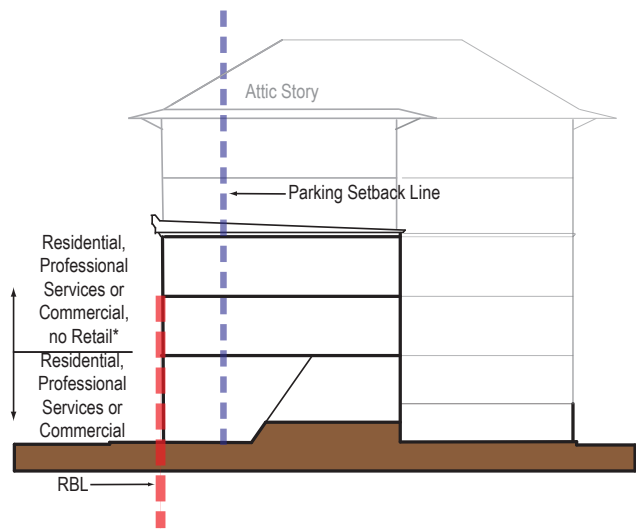 Attic Story
Parking Setback Line
Residential,
Professional
Services or
Commercial,
no Retail*
Residential,
Professional
Services or
Commercial
RBL